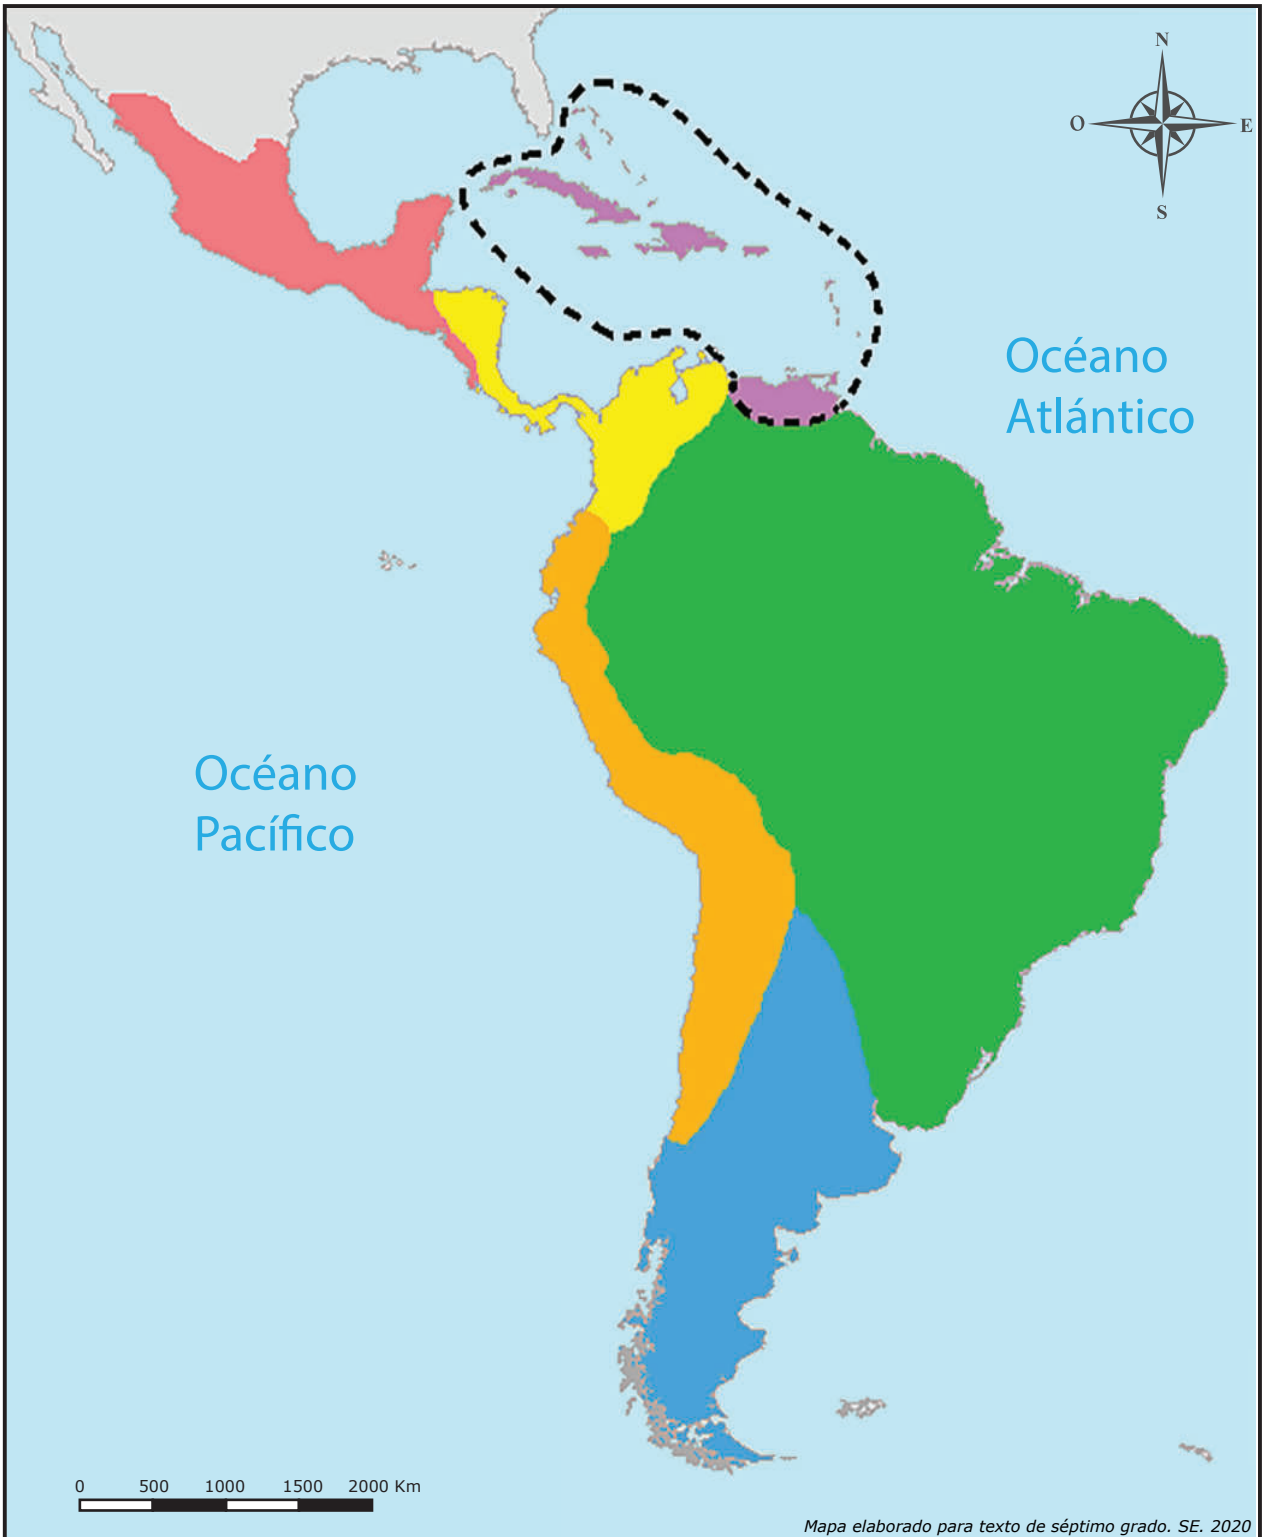 N
O
E
S
Océano
Atlántico
Océano
Pacífico
0 500 1000 1500 2000 Km
Mapa elaborado para texto de séptimo grado. SE. 2020